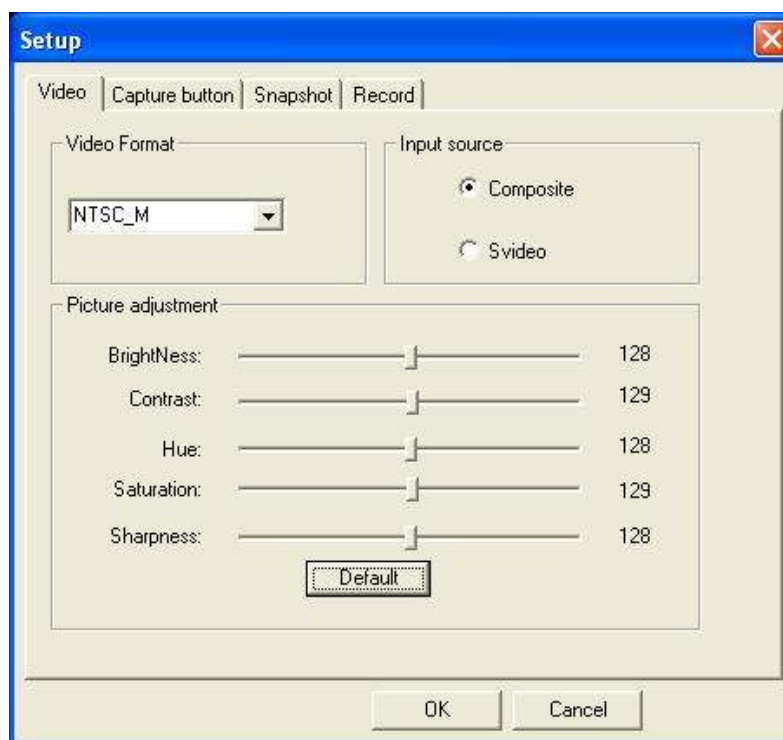 Setup
Video Capture button Snapshot Record
Video Format
NTSC_M
Input source
Composite
Svideo
Picture adjustment
BrightNess: 128
Contrast: 129
Hue: 128
Saturation: 129
Sharpness: 128
Default
OK Cancel